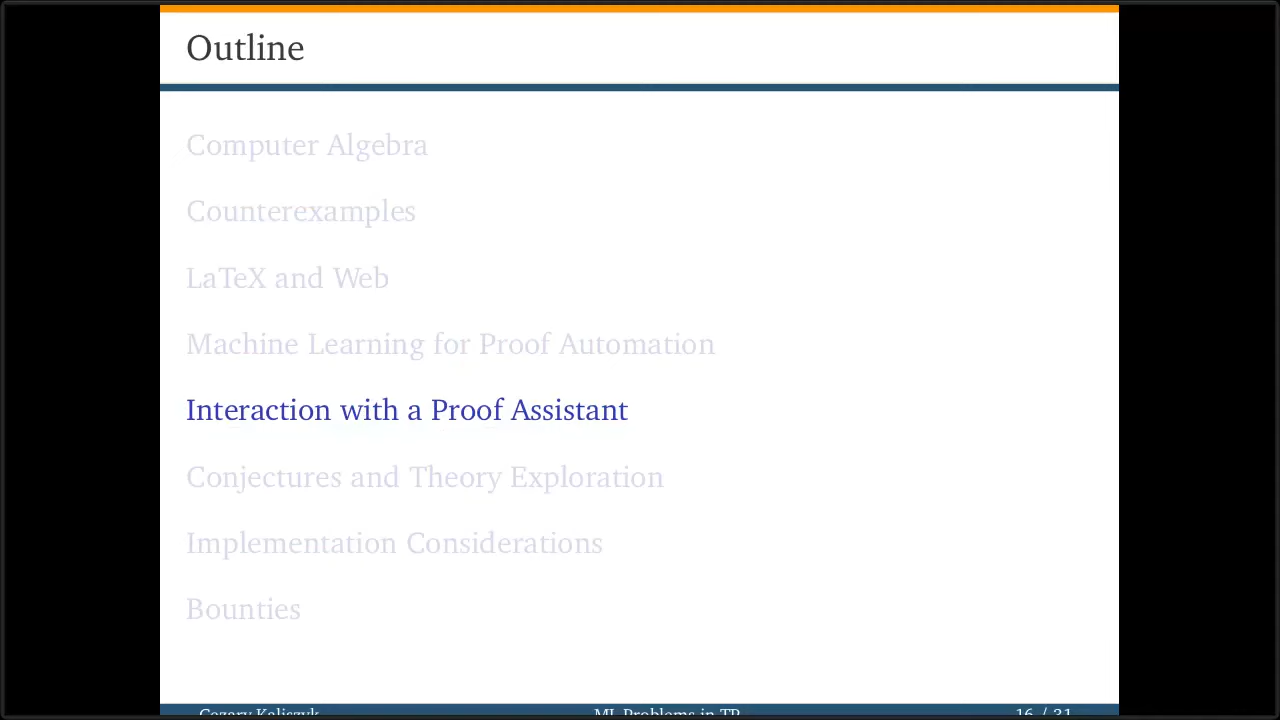 Outline
Computer Algebra
Counterexamples
LaTeX and Web
Machine Learning for Proof Automation
Interaction with a Proof Assistant
Conjectures and Theory Exploration
Implementation Considerations
Bounties
Cezary Kaliszyk
ML Problems in TP
16 / 31